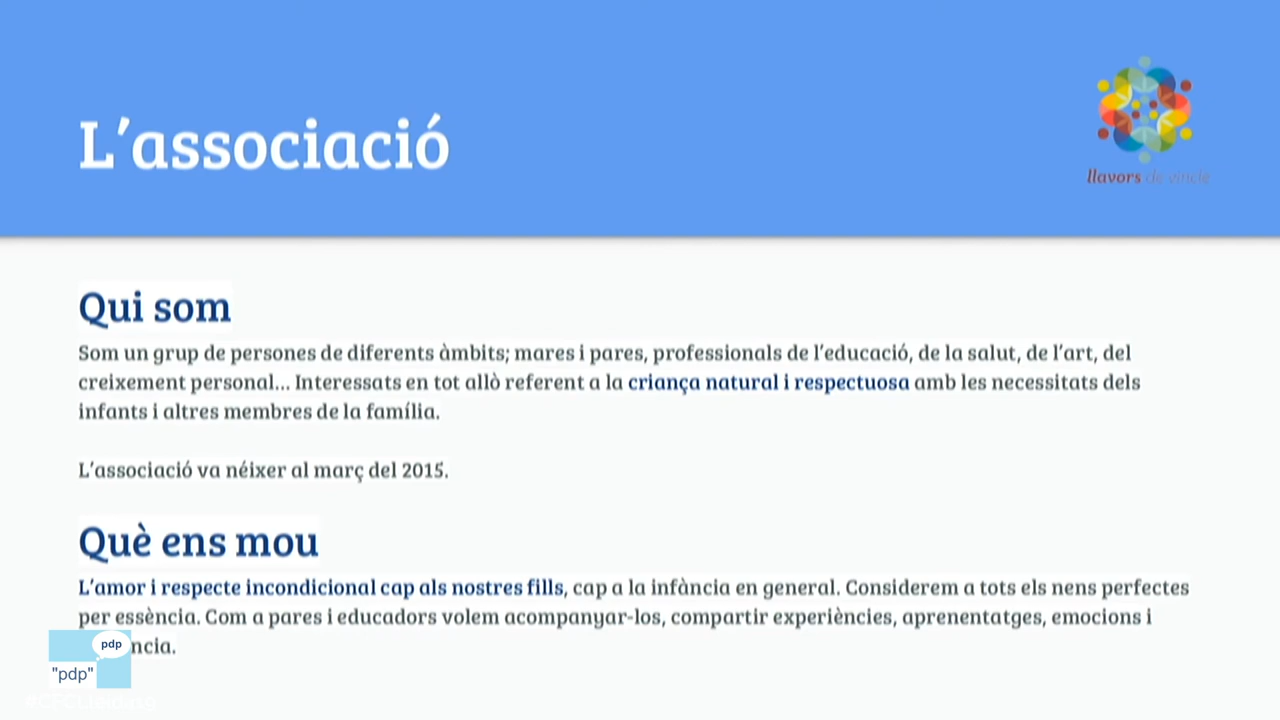 L'associació
llavors de vincle
Qui som
Som un grup de persones de diferents àmbits; mares i pares, professionals de l'educació, de la salut, de l'art, del
creixement personal... Interessats en tot allò referent a la criança natural i respectuosa amb les necessitats dels
infants i altres membres de la família.
L'associació va néixer al març del 2015.
Què ens mou
L'amor i respecte incondicional cap als nostres fills, cap a la infància en general. Considerem a tots els nens perfectes
per essència. Com a pares i educadors volem acompanyar-los, compartir experiències, aprenentatges, emocions i
pdp
"pdp"